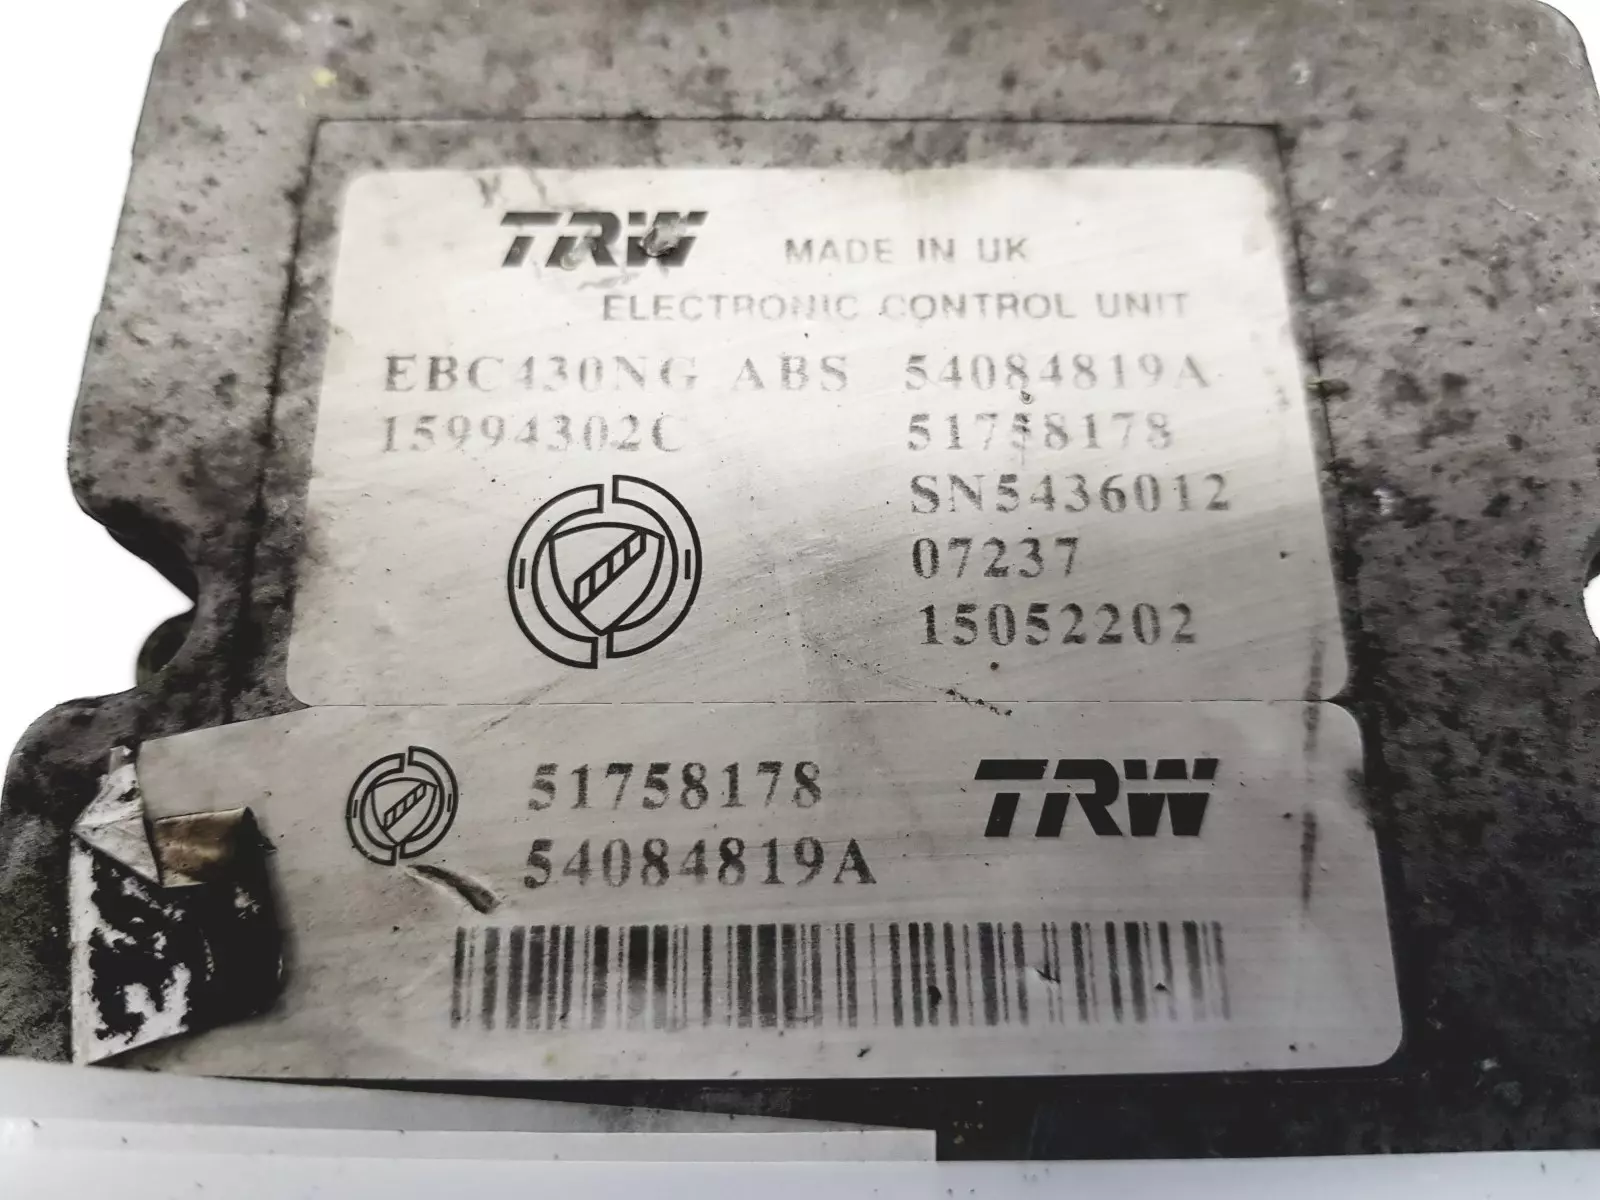 TRW MADE IN UK
ELECTRONIC CONTROL UNIT
EBC430NG ABS 54084819A
15994302C 51758178
SN5436012
07237
15052202
51758178 TRW
54084819A